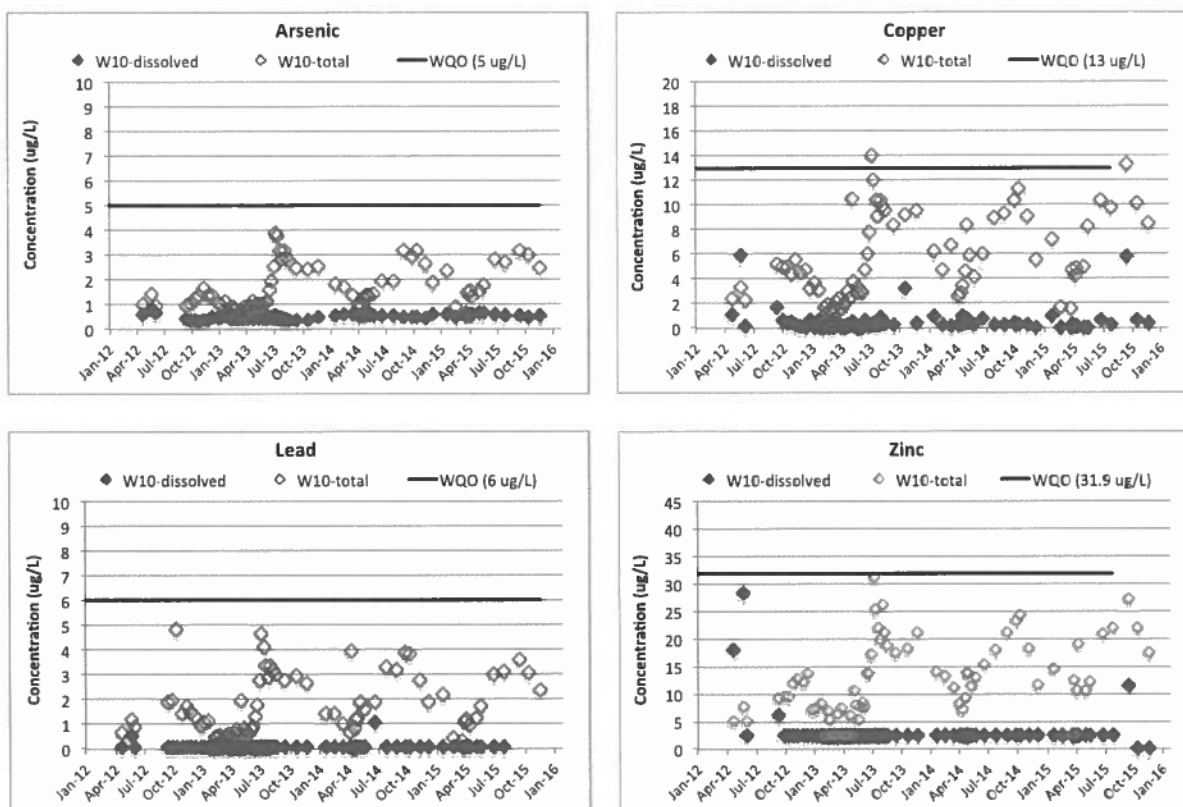 Arsenic
W10-dissolved W10-total WQO (5 ug/L)
Concentration (ug/L)
10
9
8
7
6
5
4
3
2
1
0
Jan-12 Apr-12 Jul-12 Oct-12 Jan-13 Apr-13 Jul-13 Oct-13 Jan-14 Apr-14 Jul-14 Oct-14 Jan-15 Apr-15 Jul-15 Oct-15 Jan-16
Copper
W10-dissolved W10-total WQO (13 ug/L)
Concentration (ug/L)
20
18
16
14
12
10
8
6
4
2
0
Jan-12 Apr-12 Jul-12 Oct-12 Jan-13 Apr-13 Jul-13 Oct-13 Jan-14 Apr-14 Jul-14 Oct-14 Jan-15 Apr-15 Jul-15 Oct-15 Jan-16
Lead
W10-dissolved W10-total WQO (6 ug/L)
Concentration (ug/L)
10
9
8
7
6
5
4
3
2
1
0
Jan-12 Apr-12 Jul-12 Oct-12 Jan-13 Apr-13 Jul-13 Oct-13 Jan-14 Apr-14 Jul-14 Oct-14 Jan-15 Apr-15 Jul-15 Oct-15 Jan-16
Zinc
W10-dissolved W10-total WQO (31.9 ug/L)
Concentration (ug/L)
45
40
35
30
25
20
15
10
5
0
Jan-12 Apr-12 Jul-12 Oct-12 Jan-13 Apr-13 Jul-13 Oct-13 Jan-14 Apr-14 Jul-14 Oct-14 Jan-15 Apr-15 Jul-15 Oct-15 Jan-16